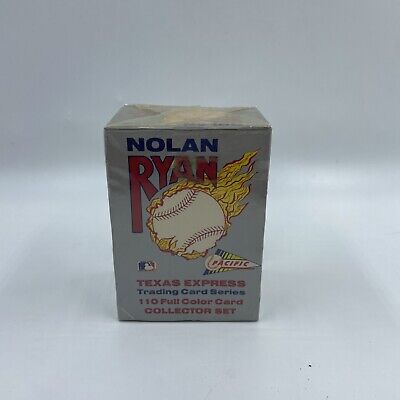 NOLAN
RYAN
PACIFIC
TEXAS EXPRESS
Trading Card Series
110 Full Color Card
COLLECTOR SET